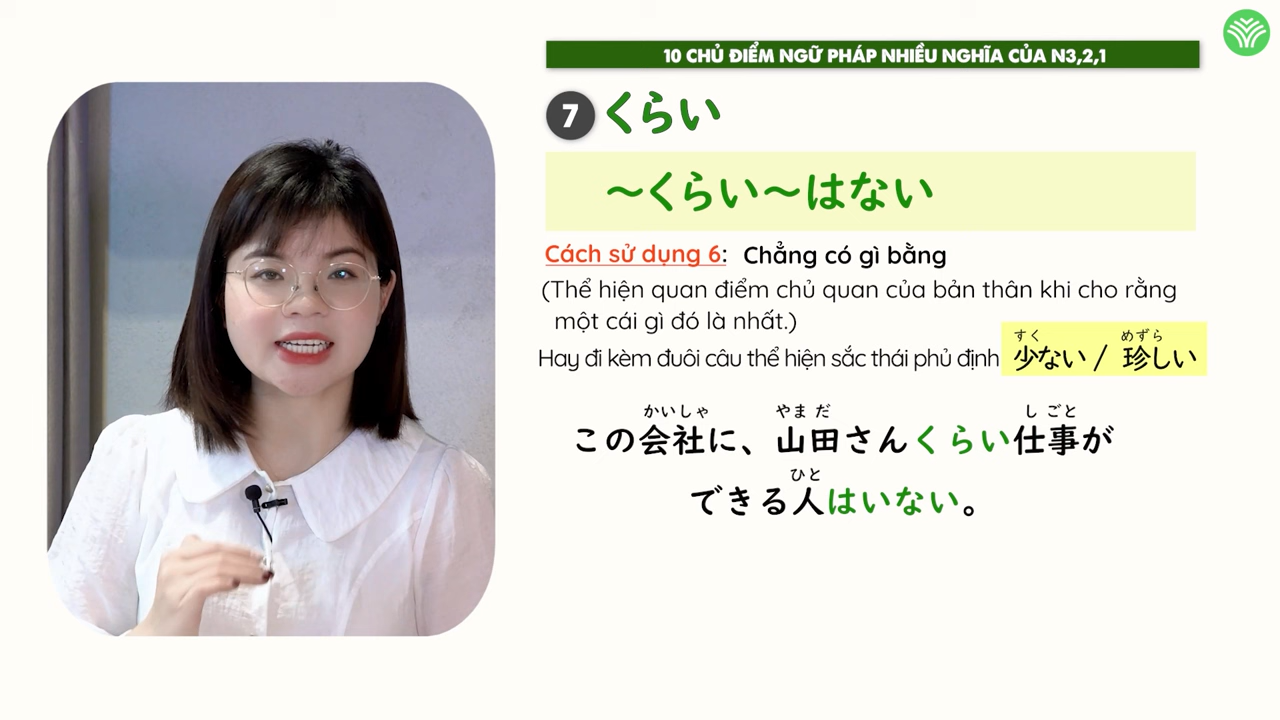 10 CHỦ ĐIỂM NGỮ PHÁP NHIỀU NGHĨA CỦA N3,2,1
7 くらい
～くらい～はない
Cách sử dụng 6: Chẳng có gì bằng
(Thể hiện quan điểm chủ quan của bản thân khi cho rằng
một cái gì đó là nhất.)
すく めずら
Hay đi kèm đuôi câu thể hiện sắc thái phủ định 少ない / 珍しい
かいしゃ やま だ し ごと
この会社に、山田さんくらい仕事が
ひと
できる人はいない。